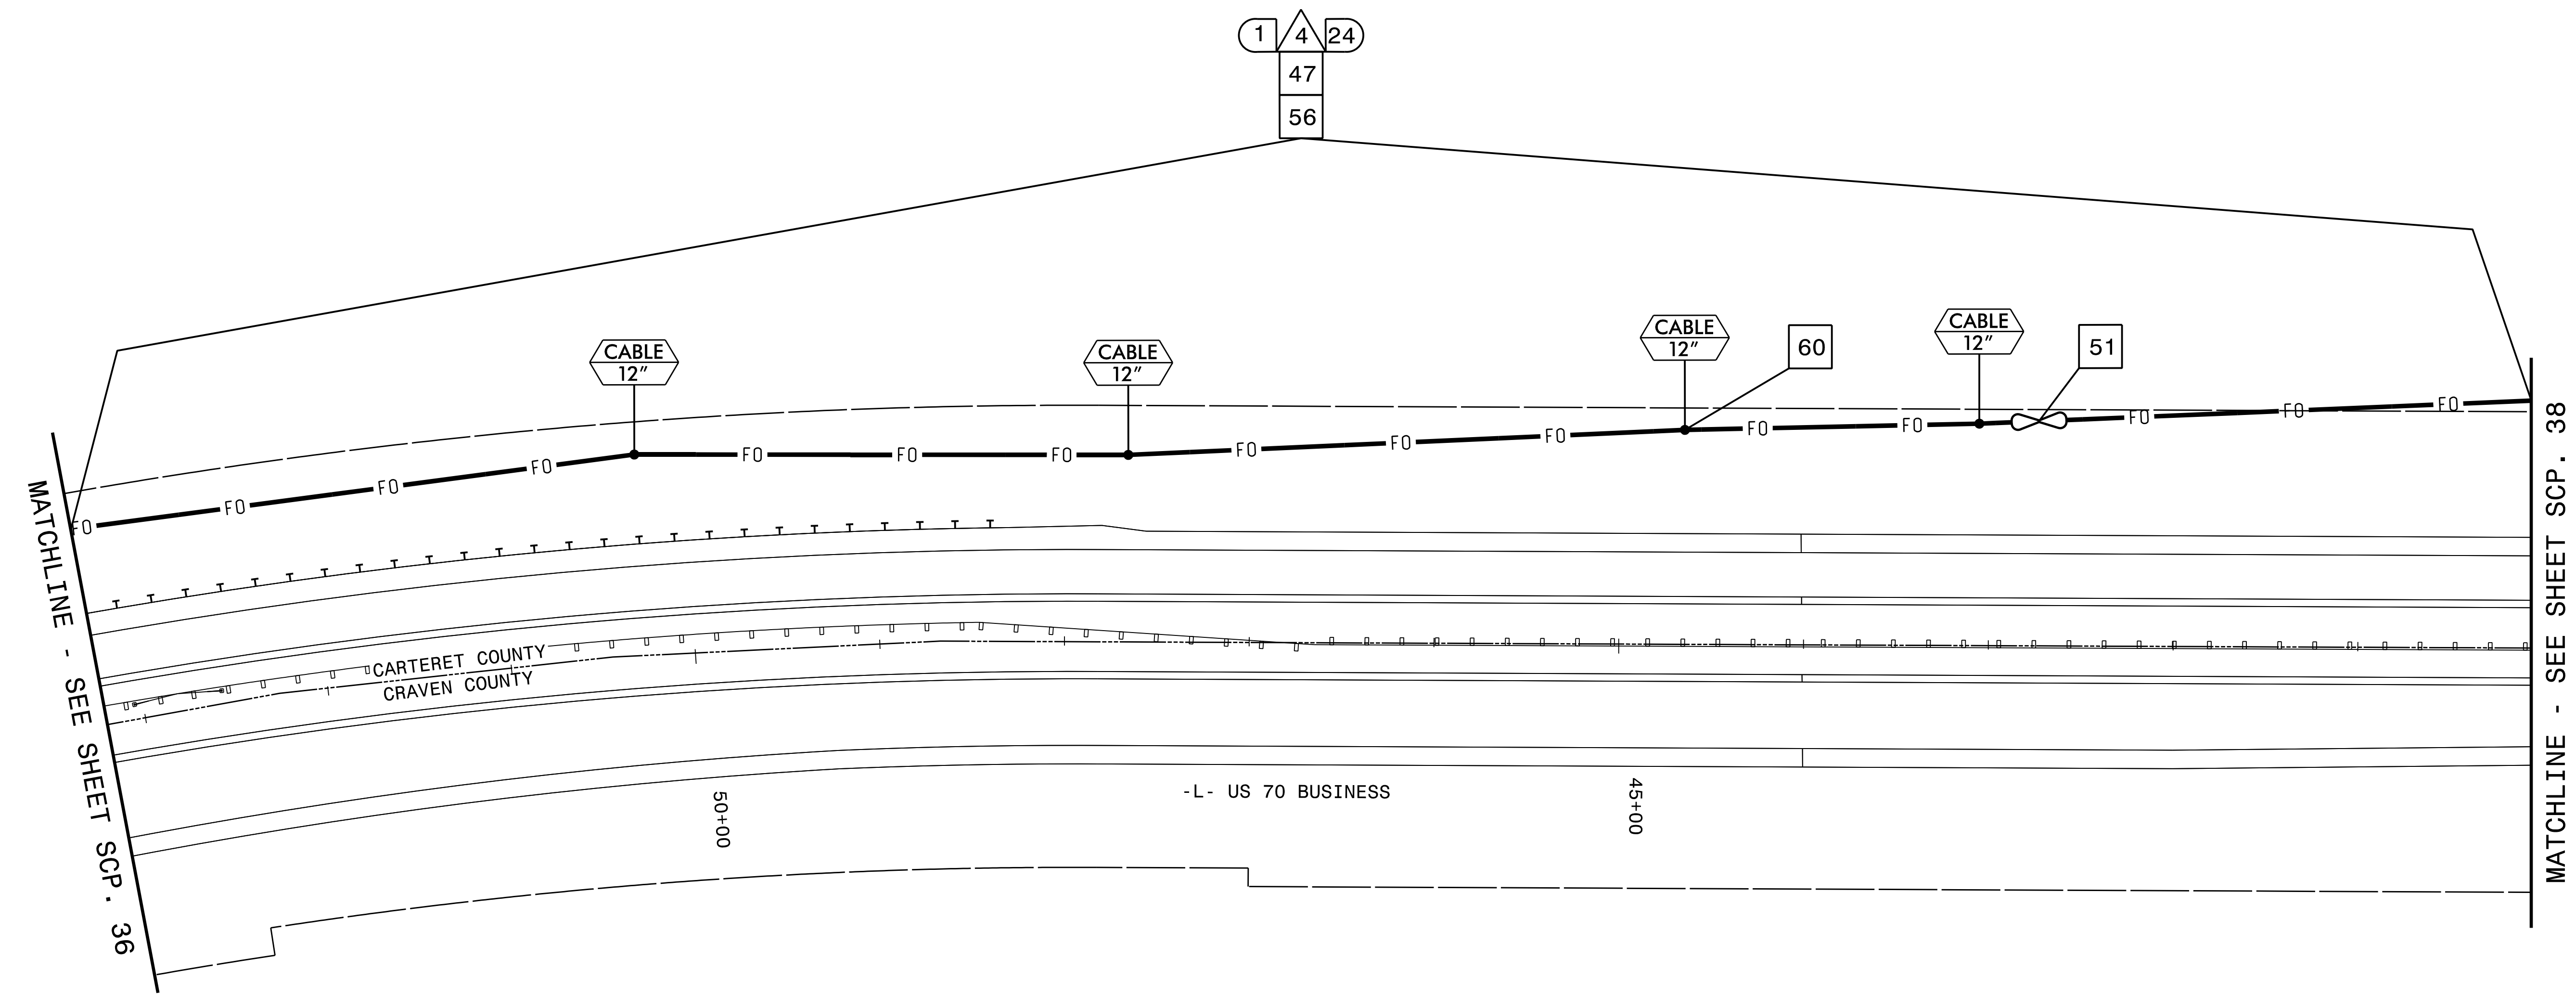 1 4 24
47
56
CABLE
12″
CABLE
12″
CABLE
12″
60
CABLE
12″
51
FO FO FO FO FO FO FO FO FO FO FO FO FO FO FO
MATCHLINE - SEE SHEET SCP. 36
MATCHLINE - SEE SHEET SCP. 38
CARTERET COUNTY
CRAVEN COUNTY
-L- US 70 BUSINESS
50+00
45+00